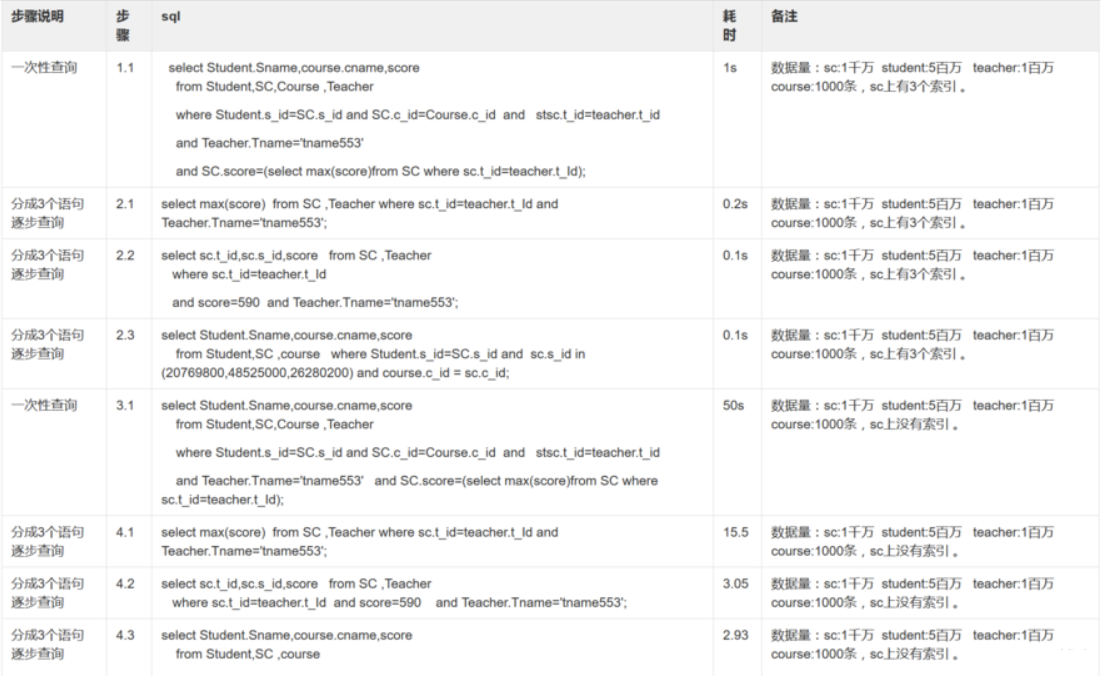 步骤说明 步骤 sql 耗时 备注
一次性查询 1.1 select Student.Sname,course.cname,score 1s 数据量：sc:1千万 student:5百万 teacher:1百万
from Student,SC,Course ,Teacher course:1000条，sc上有3个索引 。
where Student.s_id=SC.s_id and SC.c_id=Course.c_id and stsc.t_id=teacher.t_id
and Teacher.Tname='tname553'
and SC.score=(select max(score)from SC where sc.t_id=teacher.t_Id);
分成3个语句 2.1 select max(score) from SC ,Teacher where sc.t_id=teacher.t_Id and 0.2s 数据量：sc:1千万 student:5百万 teacher:1百万
逐步查询 Teacher.Tname='tname553'; course:1000条，sc上有3个索引 。
分成3个语句 2.2 select sc.t_id,sc.s_id,score from SC ,Teacher 0.1s 数据量：sc:1千万 student:5百万 teacher:1百万
逐步查询 where sc.t_id=teacher.t_Id course:1000条，sc上有3个索引 。
and score=590 and Teacher.Tname='tname553';
分成3个语句 2.3 select Student.Sname,course.cname,score 0.1s 数据量：sc:1千万 student:5百万 teacher:1百万
逐步查询 from Student,SC ,course where Student.s_id=SC.s_id and sc.s_id in course:1000条，sc上有3个索引 。
(20769800,48525000,26280200) and course.c_id = sc.c_id;
一次性查询 3.1 select Student.Sname,course.cname,score 50s 数据量：sc:1千万 student:5百万 teacher:1百万
from Student,SC,Course ,Teacher course:1000条，sc上没有索引 。
where Student.s_id=SC.s_id and SC.c_id=Course.c_id and stsc.t_id=teacher.t_id
and Teacher.Tname='tname553' and SC.score=(select max(score)from SC where
sc.t_id=teacher.t_Id);
分成3个语句 4.1 select max(score) from SC ,Teacher where sc.t_id=teacher.t_Id and 15.5 数据量：sc:1千万 student:5百万 teacher:1百万
逐步查询 Teacher.Tname='tname553'; course:1000条，sc上没有索引 。
分成3个语句 4.2 select sc.t_id,sc.s_id,score from SC ,Teacher 3.05 数据量：sc:1千万 student:5百万 teacher:1百万
逐步查询 where sc.t_id=teacher.t_Id and score=590 and Teacher.Tname='tname553'; course:1000条，sc上没有索引 。
分成3个语句 4.3 select Student.Sname,course.cname,score 2.93 数据量：sc:1千万 student:5百万 teacher:1百万
逐步查询 from Student,SC ,course course:1000条，sc上没有索引 。